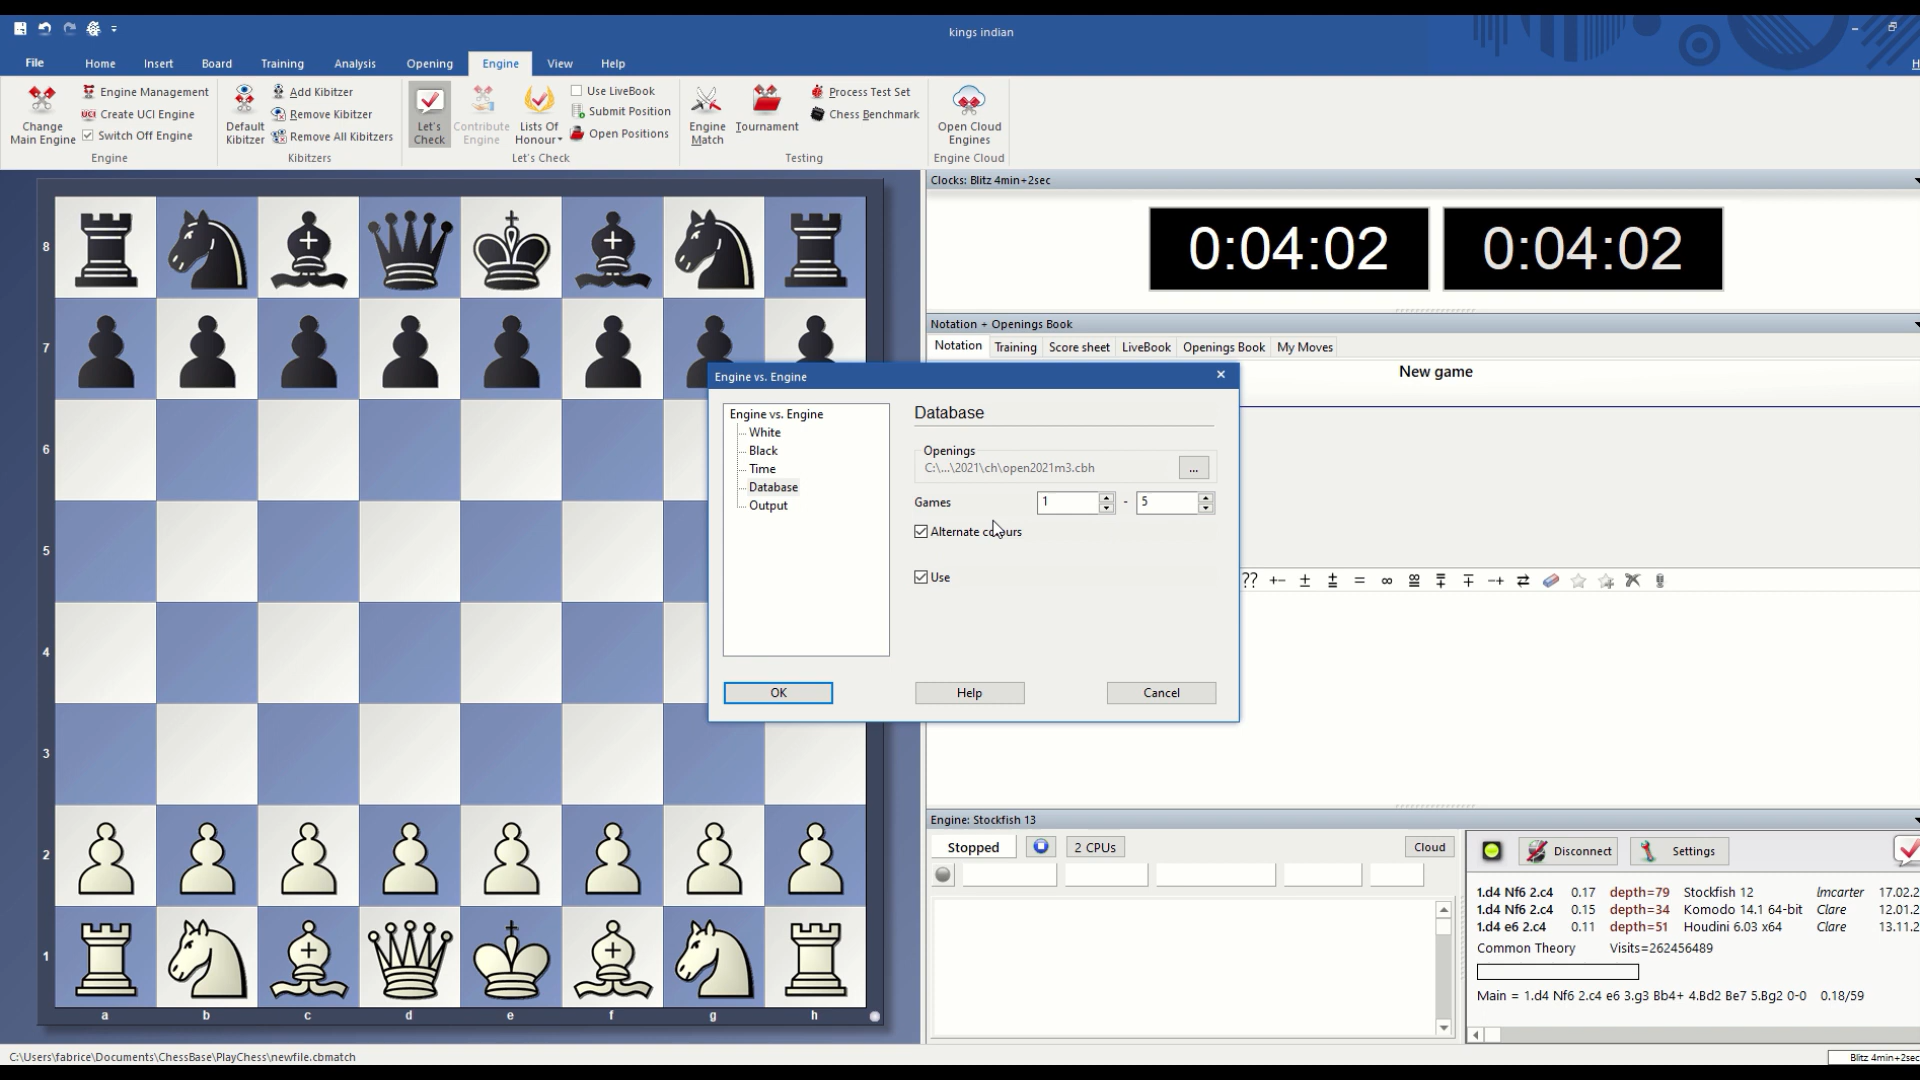 kings indian
File Home Insert Board Training Analysis Opening Engine View Help
Change Main Engine
Engine Management
Create UCI Engine
Switch Off Engine
Engine
Default Kibitzer
Add Kibitzer
Remove Kibitzer
Remove All Kibitzers
Kibitzers
Let's Check
Contribute Engine
Lists Of Honour
Use LiveBook
Submit Position
Open Positions
Let's Check
Engine Match
Tournament
Process Test Set
Chess Benchmark
Testing
Open Cloud Engines
Engine Cloud
Clocks: Blitz 4min+2sec
0:04:02 0:04:02
Notation + Openings Book
Notation Training Score sheet LiveBook Openings Book My Moves
New game
Engine vs. Engine
Engine vs. Engine
White
Black
Time
Database
Output
Database
Openings
C:\...\2021\ch\open2021m3.cbh ...
Games 1 - 5
Alternate colours
Use
OK Help Cancel
?? +- ± ⩲ = ∞ ⩱ ∓ -+
8
7
6
5
4
3
2
1
a b c d e f g h
Engine: Stockfish 13
Stopped 2 CPUs Cloud
Disconnect Settings
1.d4 Nf6 2.c4 0.17 depth=79 Stockfish 12 lmcarter 17.02.2
1.d4 Nf6 2.c4 0.15 depth=34 Komodo 14.1 64-bit Clare 12.01.2
1.d4 e6 2.c4 0.11 depth=51 Houdini 6.03 x64 Clare 13.11.2
Common Theory Visits=262456489
Main = 1.d4 Nf6 2.c4 e6 3.g3 Bb4+ 4.Bd2 Be7 5.Bg2 0-0 0.18/59
C:\Users\fabrice\Documents\ChessBase\PlayChess\newfile.cbmatch
Blitz 4min+2sec